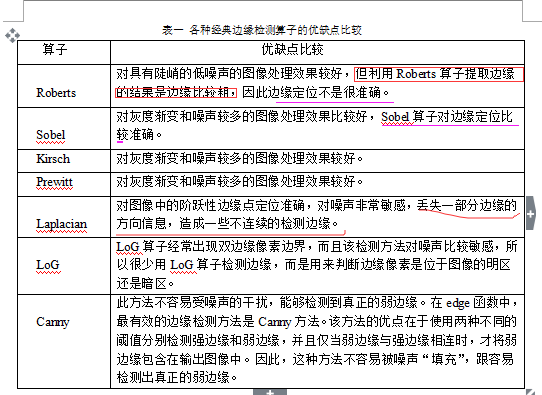 表一 各种经典边缘检测算子的优缺点比较
算子 优缺点比较
Roberts
对具有陡峭的低噪声的图像处理效果较好，但利用 Roberts 算子提取边缘
的结果是边缘比较粗，因此边缘定位不是很准确。
Sobel
对灰度渐变和噪声较多的图像处理效果比较好，Sobel 算子对边缘定位比
较准确。
Kirsch 对灰度渐变和噪声较多的图像处理效果较好。
Prewitt 对灰度渐变和噪声较多的图像处理效果较好。
Laplacian
对图像中的阶跃性边缘点定位准确，对噪声非常敏感，丢失一部分边缘的
方向信息，造成一些不连续的检测边缘。
LoG
LoG 算子经常出现双边缘像素边界，而且该检测方法对噪声比较敏感，所
以很少用 LoG 算子检测边缘，而是用来判断边缘像素是位于图像的明区
还是暗区。
Canny
此方法不容易受噪声的干扰，能够检测到真正的弱边缘。在 edge 函数中，
最有效的边缘检测方法是 Canny 方法。该方法的优点在于使用两种不同的
阈值分别检测强边缘和弱边缘，并且仅当弱边缘与强边缘相连时，才将弱
边缘包含在输出图像中。因此，这种方法不容易被噪声“填充”，跟容易
检测出真正的弱边缘。